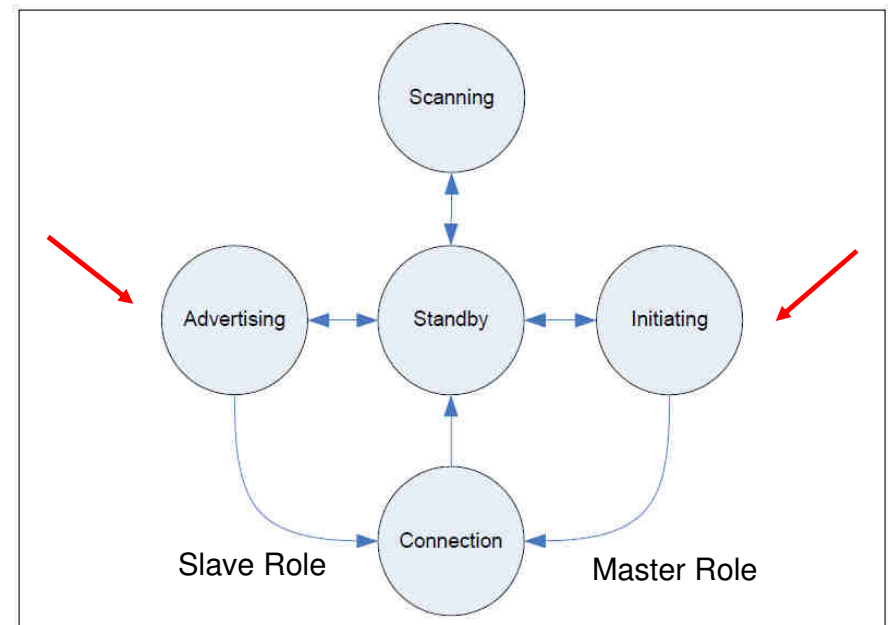 Scanning
Advertising
Standby
Initiating
Connection
Slave Role
Master Role